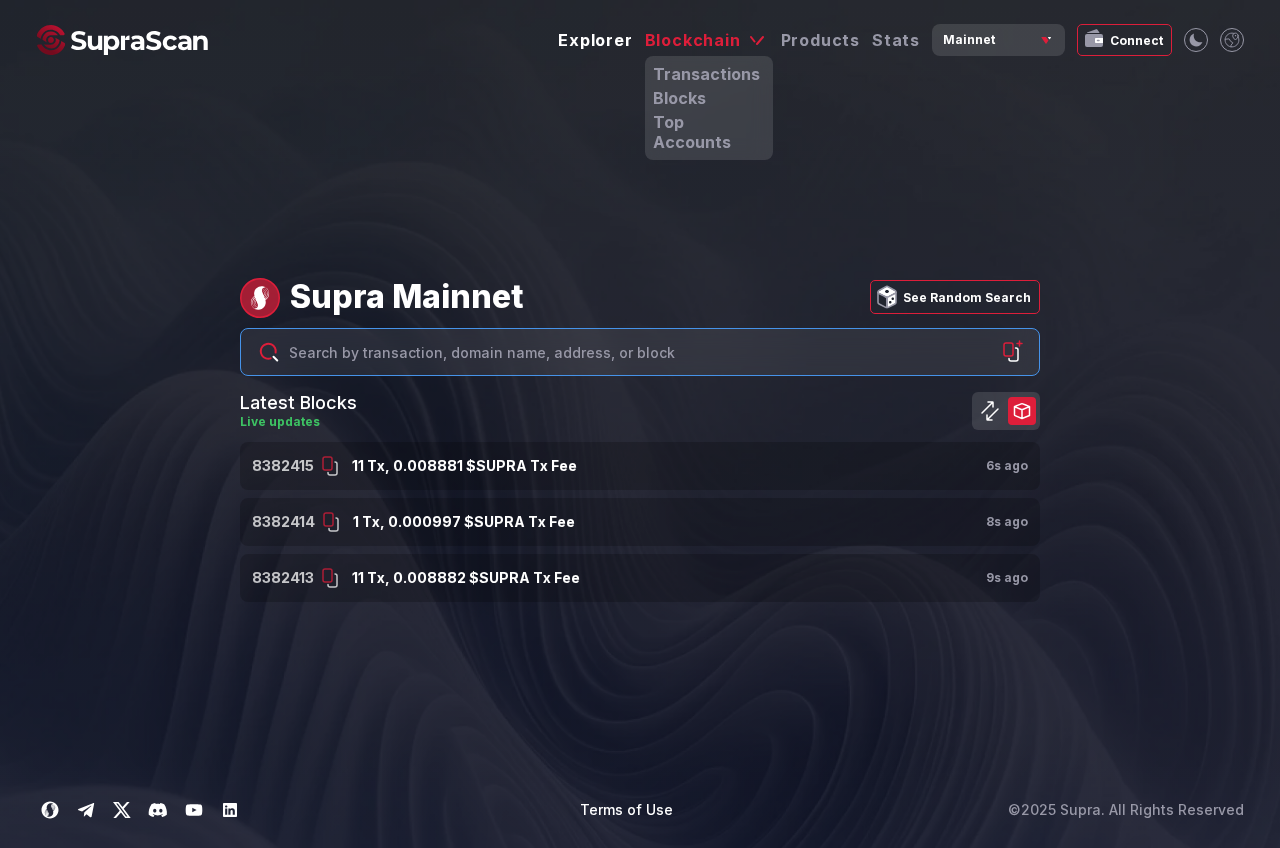 SupraScan
Explorer Blockchain Products Stats Mainnet Connect
Transactions
Blocks
Top
Accounts
Supra Mainnet
See Random Search
Search by transaction, domain name, address, or block
Latest Blocks
Live updates
8382415 11 Tx, 0.008881 $SUPRA Tx Fee 6s ago
8382414 1 Tx, 0.000997 $SUPRA Tx Fee 8s ago
8382413 11 Tx, 0.008882 $SUPRA Tx Fee 9s ago
Terms of Use
©2025 Supra. All Rights Reserved